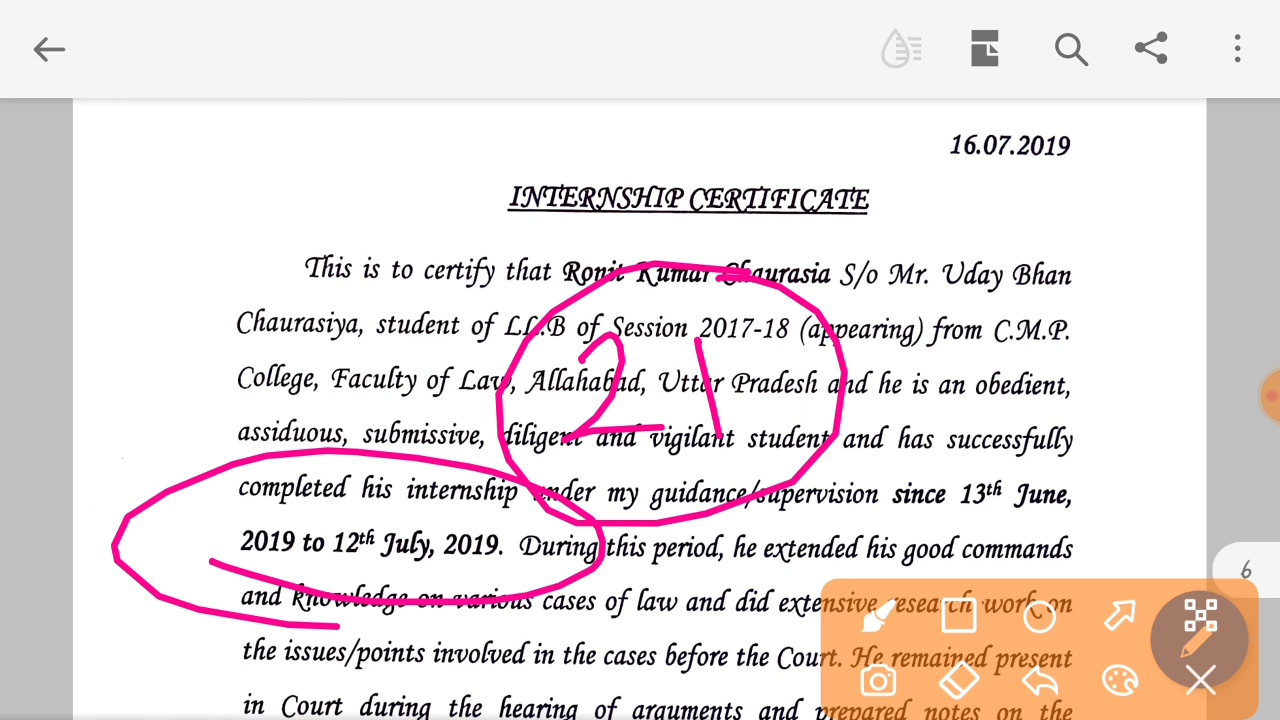 16.07.2019
INTERNSHIP CERTIFICATE
This is to certify that Ronit Kumar Chaurasia S/o Mr. Uday Bhan
Chaurasiya, student of LL.B of Session 2017-18 (appearing) from C.M.P.
College, Faculty of Law, Allahabad, Uttar Pradesh and he is an obedient,
assiduous, submissive, diligent and vigilant student and has successfully
completed his internship under my guidance/supervision since 13th June,
2019 to 12th July, 2019. During this period, he extended his good commands
and knowledge on various cases of law and did extensive research work on
the issues/points involved in the cases before the Court. He remained present
in Court during the hearing of arguments and prepared notes on the
21
6